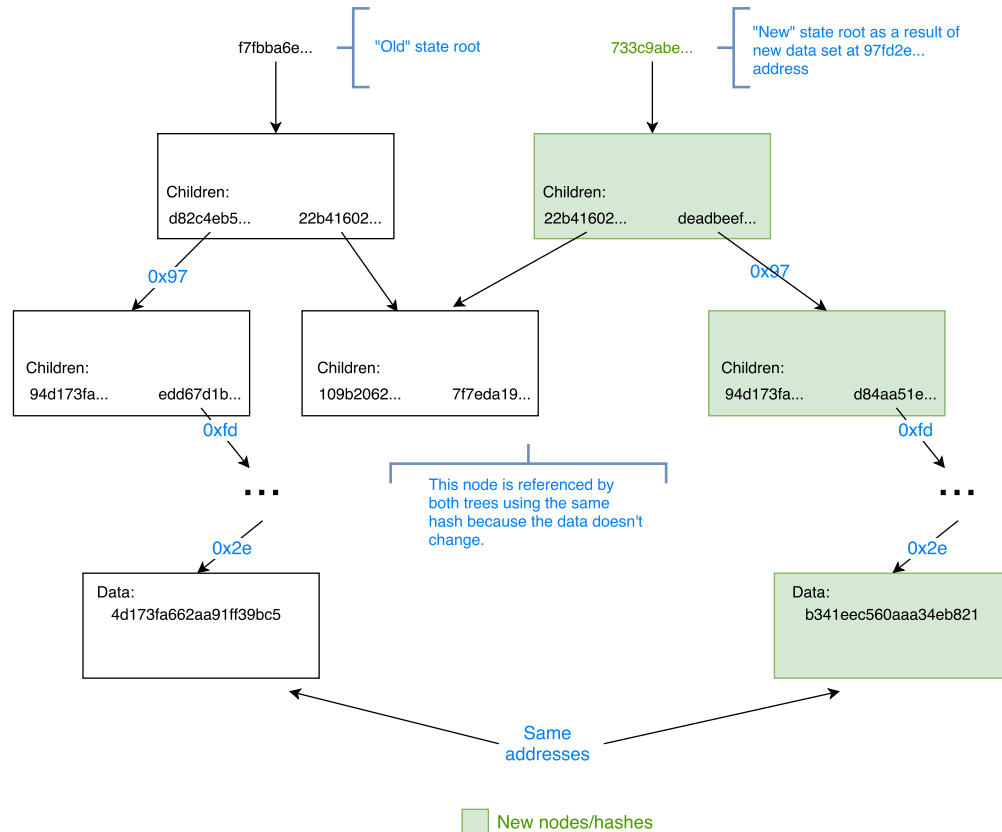 f7fbba6e...
"Old" state root
733c9abe...
"New" state root as a result of
new data set at 97fd2e...
address
Children:
d82c4eb5...
22b41602...
Children:
22b41602...
deadbeef...
0x97
0x97
Children:
94d173fa...
edd67d1b...
Children:
109b2062...
7f7eda19...
Children:
94d173fa...
d84aa51e...
0xfd
0xfd
...
...
This node is referenced by
both trees using the same
hash because the data doesn't
change.
0x2e
0x2e
Data:
4d173fa662aa91ff39bc5
Data:
b341eec560aaa34eb821
Same
addresses
New nodes/hashes